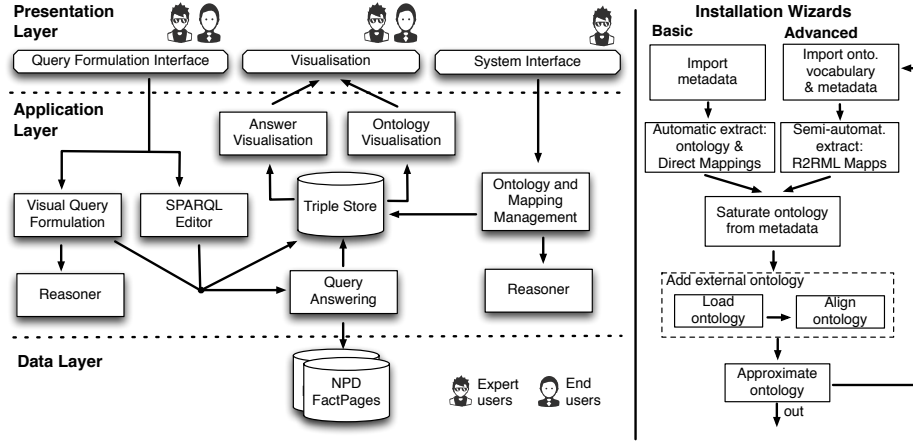 Presentation
Layer
Query Formulation Interface
Visualisation
System Interface
Application
Layer
Answer
Visualisation
Ontology
Visualisation
Visual Query
Formulation
SPARQL
Editor
Triple Store
Ontology and
Mapping
Management
Reasoner
Query
Answering
Reasoner
Data Layer
NPD
FactPages
Expert
users
End
users
Installation Wizards
Basic
Advanced
Import
metadata
Import onto.
vocabulary
& metadata
Automatic extract:
ontology &
Direct Mappings
Semi-automat.
extract:
R2RML Mapps
Saturate ontology
from metadata
Add external ontology
Load
ontology
Align
ontology
Approximate
ontology
out